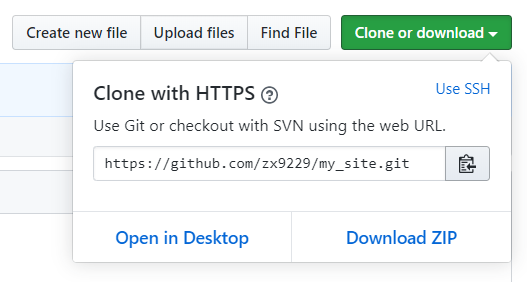 Create new file Upload files Find File Clone or download
Clone with HTTPS ? Use SSH
Use Git or checkout with SVN using the web URL.
https://github.com/zx9229/my_site.git
Open in Desktop Download ZIP